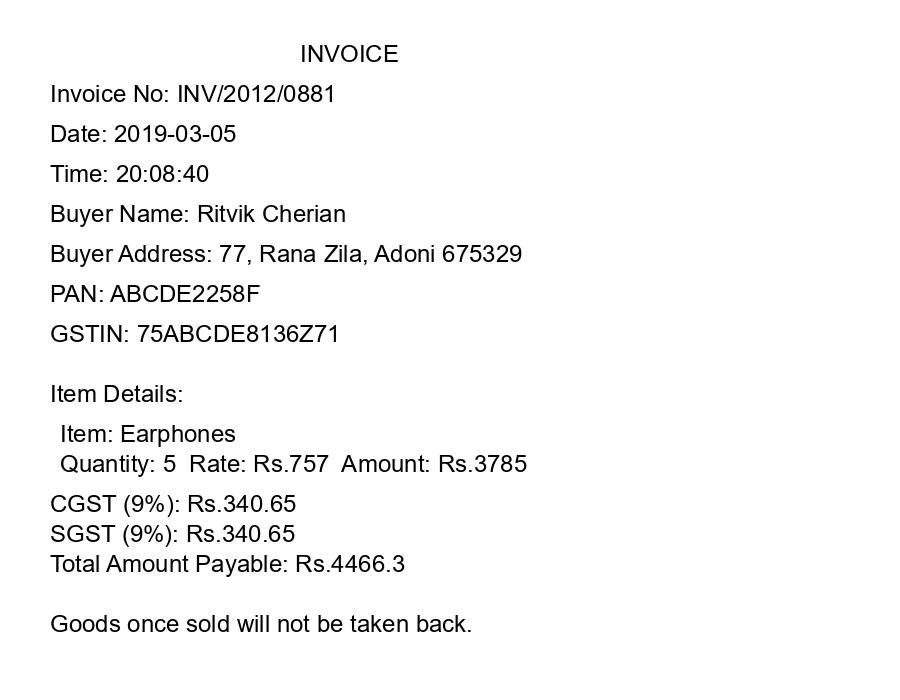 INVOICE
Invoice No: INV/2012/0881
Date: 2019-03-05
Time: 20:08:40
Buyer Name: Ritvik Cherian
Buyer Address: 77, Rana Zila, Adoni 675329
PAN: ABCDE2258F
GSTIN: 75ABCDE8136Z71
Item Details:
Item: Earphones
Quantity: 5  Rate: Rs.757  Amount: Rs.3785
CGST (9%): Rs.340.65
SGST (9%): Rs.340.65
Total Amount Payable: Rs.4466.3
Goods once sold will not be taken back.